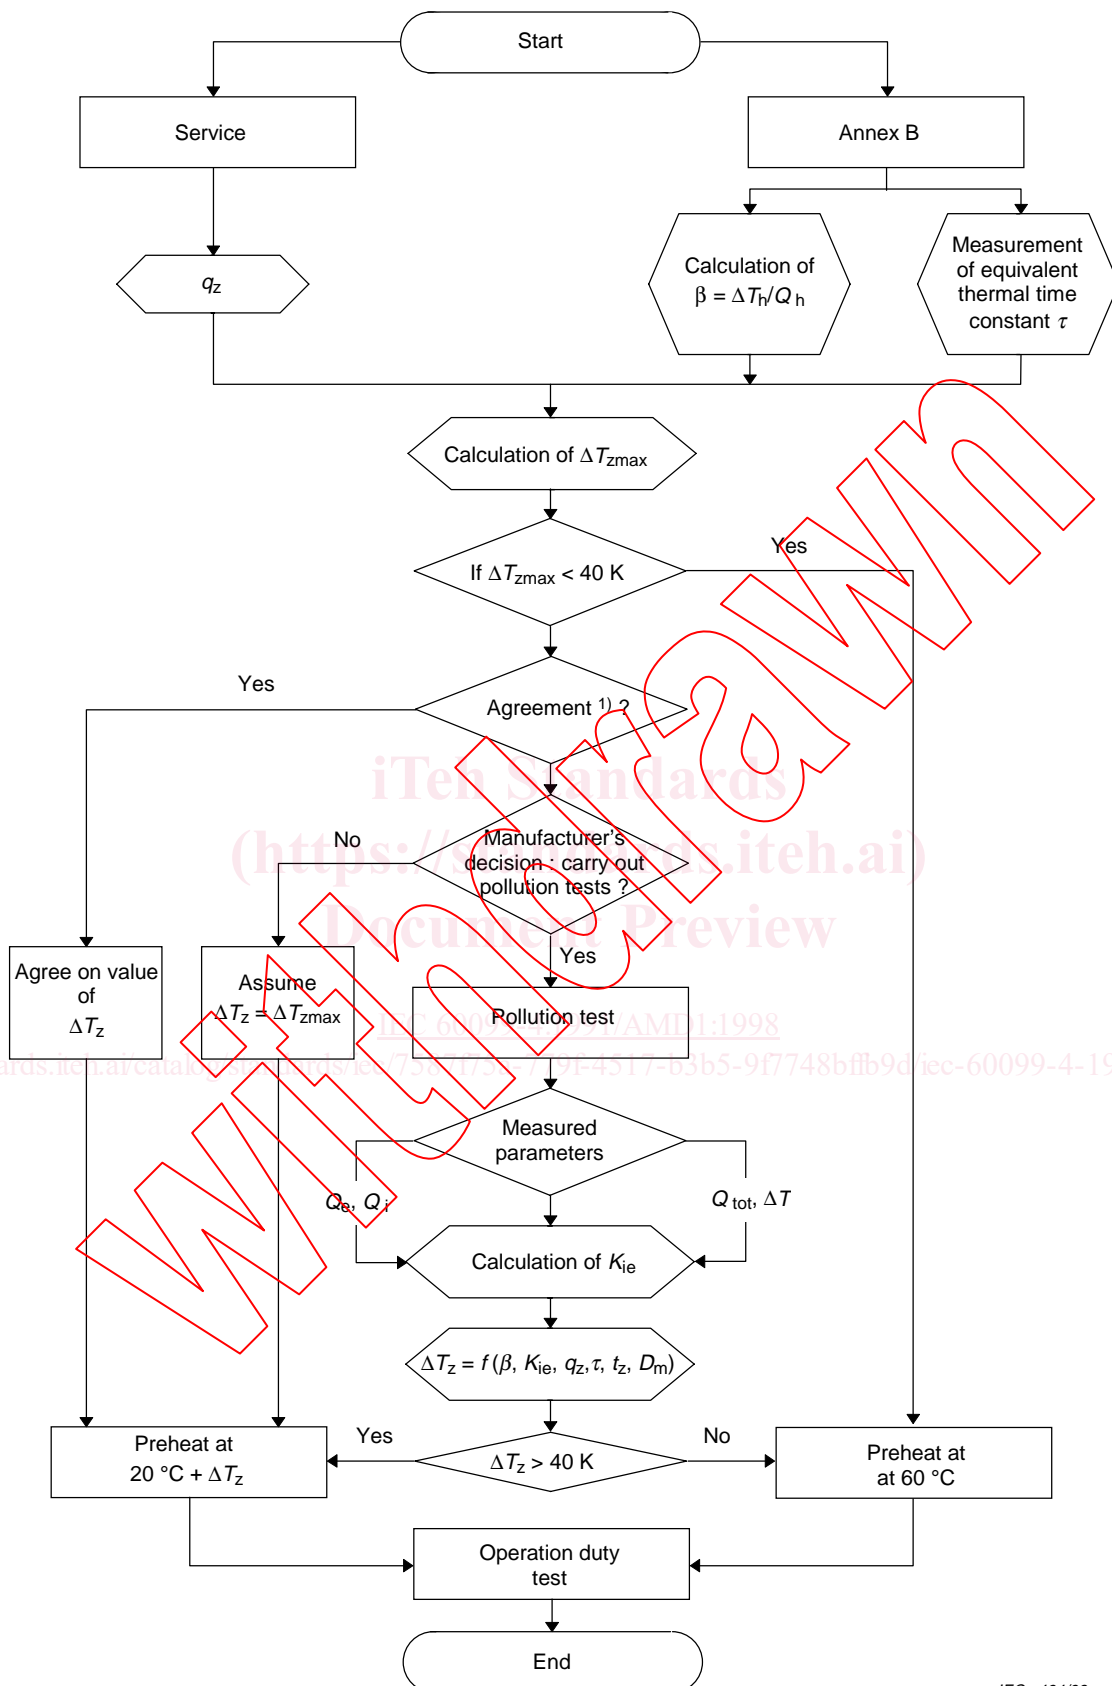 Start
Service
Annex B
qz
Calculation of
β = ΔTh/Q h
Measurement
of equivalent
thermal time
constant τ
Calculation of ΔTzmax
If ΔTzmax < 40 K
Yes
Yes
Agreement 1) ?
iTeh Standards
No
Manufacturer's
decision : carry out
pollution tests ?
(https://standards.iteh.ai)
Document Preview
Yes
Agree on value
of
ΔTz
Assume
ΔTz = ΔTzmax
Pollution test
IEC 60099-4:1991/AMD1:1998
Measured
parameters
Qe, Q i
Q tot, ΔT
Calculation of Kie
ΔTz = f (β, Kie, qz,τ, tz, Dm)
Yes
No
ΔTz > 40 K
Preheat at
20 °C + ΔTz
Preheat at
at 60 °C
Operation duty
test
End
Withdrawn